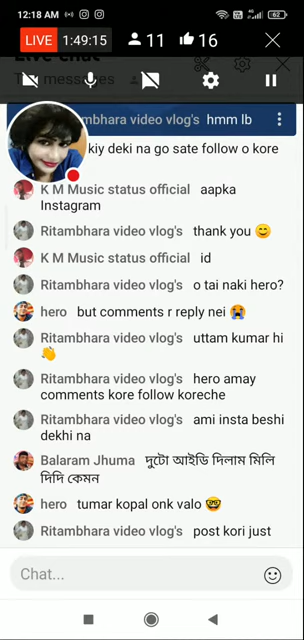 12:18 AM
62
LIVE 1:49:15 11 16
Live chat
messages
mbhara video vlog's hmm lb
kiy deki na go sate follow o kore
K M Music status official aapka
Instagram
Ritambhara video vlog's thank you 😊
K M Music status official id
Ritambhara video vlog's o tai naki hero?
hero but comments r reply nei 😭
Ritambhara video vlog's uttam kumar hi
👏
Ritambhara video vlog's hero amay
comments kore follow koreche
Ritambhara video vlog's ami insta beshi
dekhi na
Balaram Jhuma দুটো আইডি দিলাম মিলি
দিদি কেমন
hero tumar kopal onk valo 🤓
Ritambhara video vlog's post kori just
Chat...